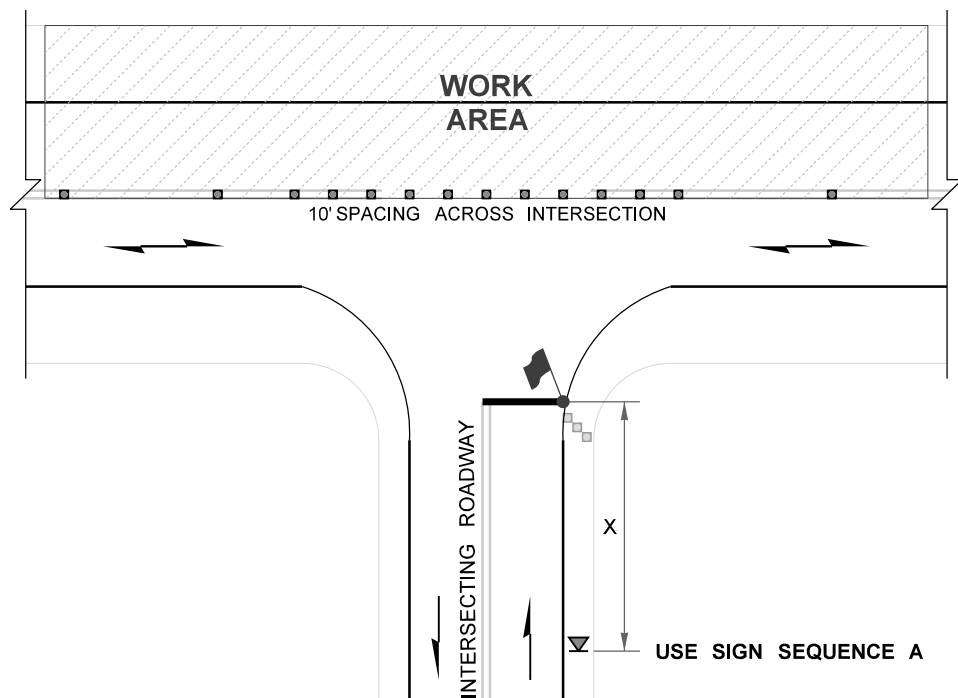 WORK
AREA
10' SPACING ACROSS INTERSECTION
INTERSECTING ROADWAY
X
USE SIGN SEQUENCE A